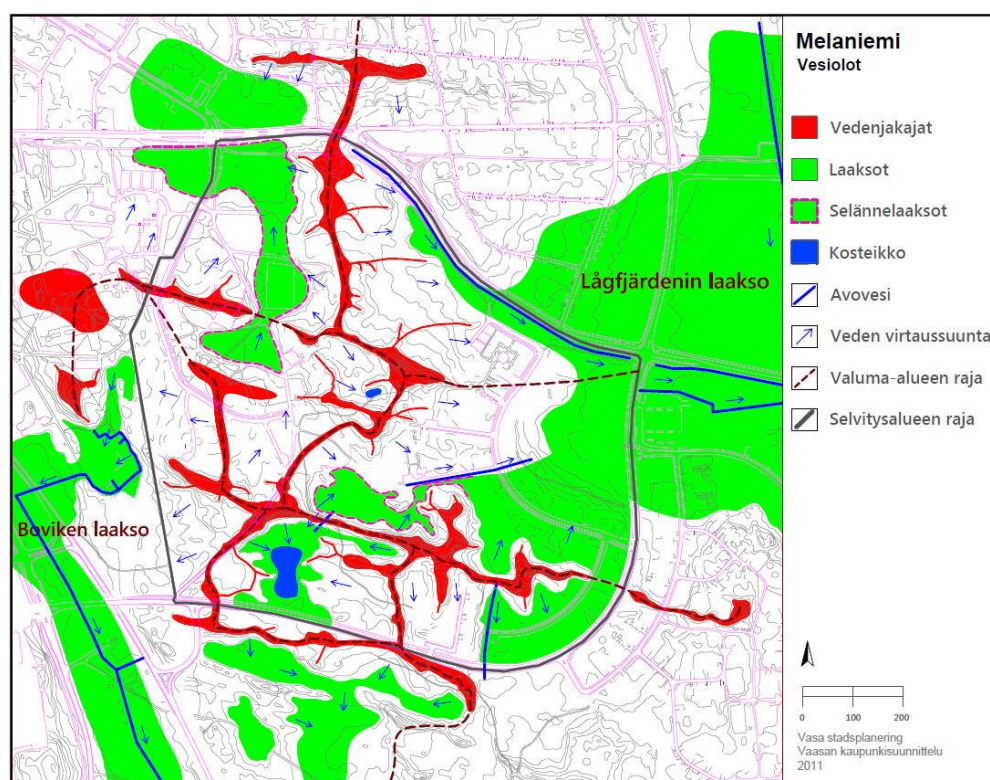 Melaniemi
Vesiolot
Vedenjakajat
Laaksot
Selännelaaksot
Kosteikko
Avovesi
Veden virtaussuunta
Valuma-alueen raja
Selvitysalueen raja
Lågfjärdenin laakso
Boviken laakso
0 100 200
Vasa stadsplanering
Vaasan kaupunkisuunnittelu
2011